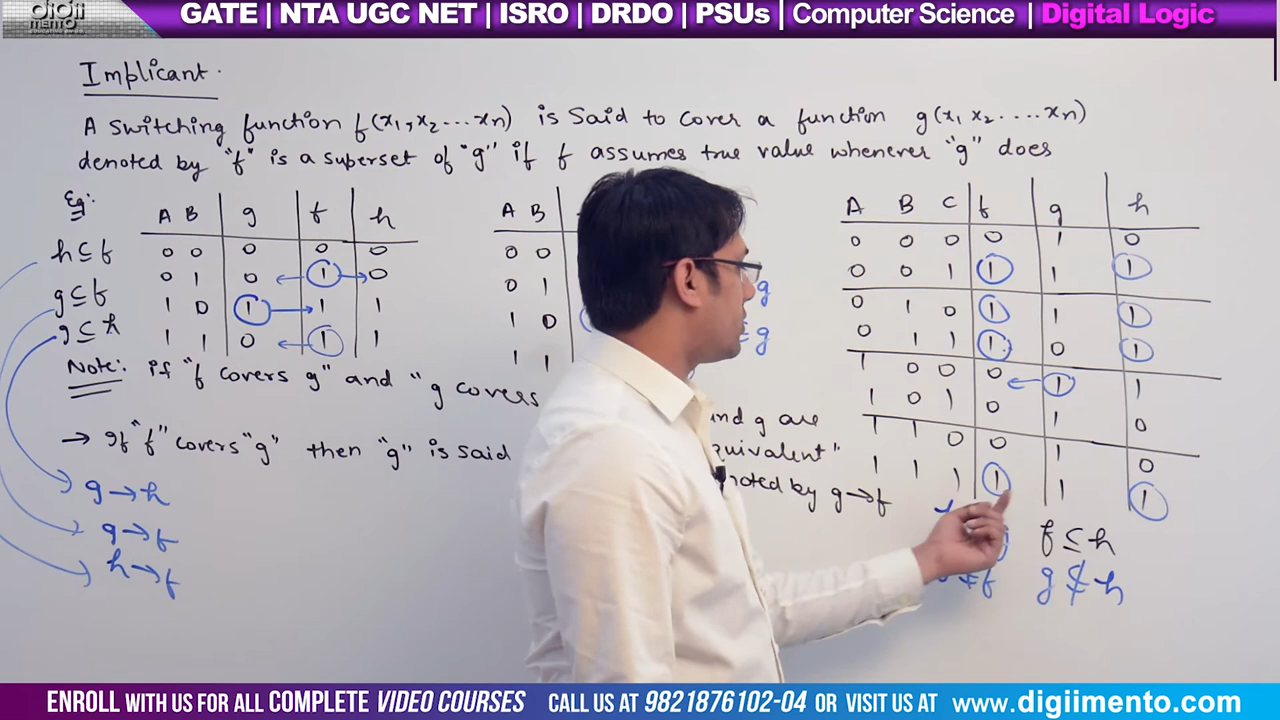 digii mento
GATE | NTA UGC NET | ISRO | DRDO | PSUs | Computer Science | Digital Logic
Implicant.
A Switching function f(x1, x2 ... xn) is said to cover a function g(x1 x2 .... xn)
denoted by "f" is a superset of "g" if f assumes true value whenever "g" does
Eg:
h ⊆ f
g ⊆ f
g ⊆ h
A B g f h
0 0 0 0 0
0 1 0 1 0
1 0 1 1 1
1 1 0 1 1
A B
0 0
0 1
1 0
1 1
g
g
A B C f g h
0 0 0 0 1 0
0 0 1 1 1 1
0 1 0 1 1 1
0 1 1 1 0 1
1 0 0 0 1 1
1 0 1 0 1 0
1 1 0 0 1 0
1 1 1 1 1 1
Note: if "f covers g" and "g covers
and g are
quivalent"
→ If "f" covers "g" then "g" is said
noted by g→f
g → h
g → f
h → f
f ⊆ h
⊄ f
g ⊄ h
ENROLL WITH US FOR ALL COMPLETE VIDEO COURSES CALL US AT 9821876102-04 OR VISIT US AT www.digiimento.com